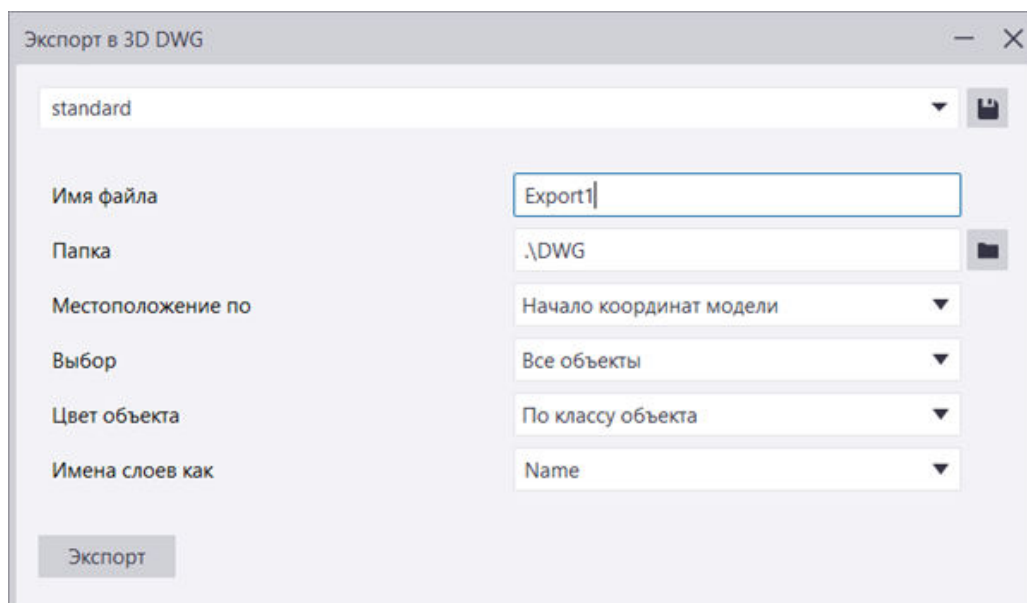 Экспорт в 3D DWG
standard
Имя файла Export1
Папка .\DWG
Местоположение по Начало координат модели
Выбор Все объекты
Цвет объекта По классу объекта
Имена слоев как Name
Экспорт